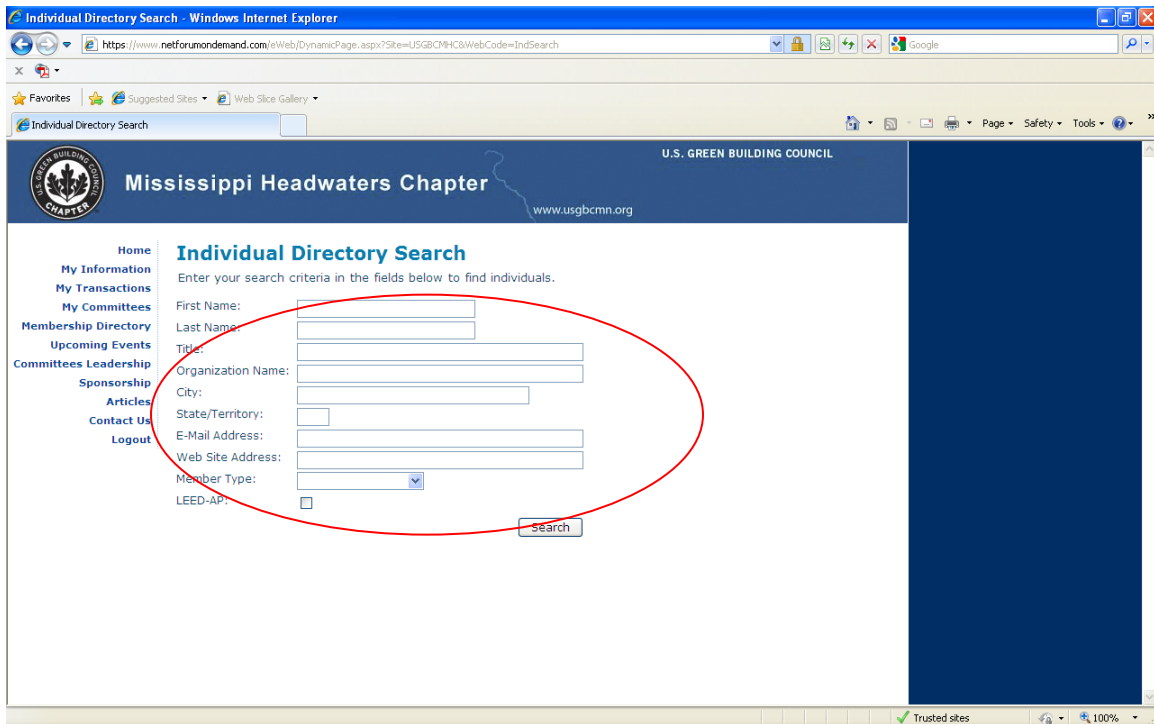 Individual Directory Search - Windows Internet Explorer
https://www.netforumondemand.com/eWeb/DynamicPage.aspx?Site=USGBCMHC&WebCode=IndSearch
Google
Favorites
Suggested Sites
Web Slice Gallery
Individual Directory Search
Page
Safety
Tools
U.S. GREEN BUILDING COUNCIL
CHAPTER
Mississippi Headwaters Chapter
U.S. GREEN BUILDING COUNCIL
www.usgbcmn.org
Home
My Information
My Transactions
My Committees
Membership Directory
Upcoming Events
Committees Leadership
Sponsorship
Articles
Contact Us
Logout
Individual Directory Search
Enter your search criteria in the fields below to find individuals.
First Name:
Last Name:
Title:
Organization Name:
City:
State/Territory:
E-Mail Address:
Web Site Address:
Member Type:
LEED-AP:
Search
Trusted sites
100%